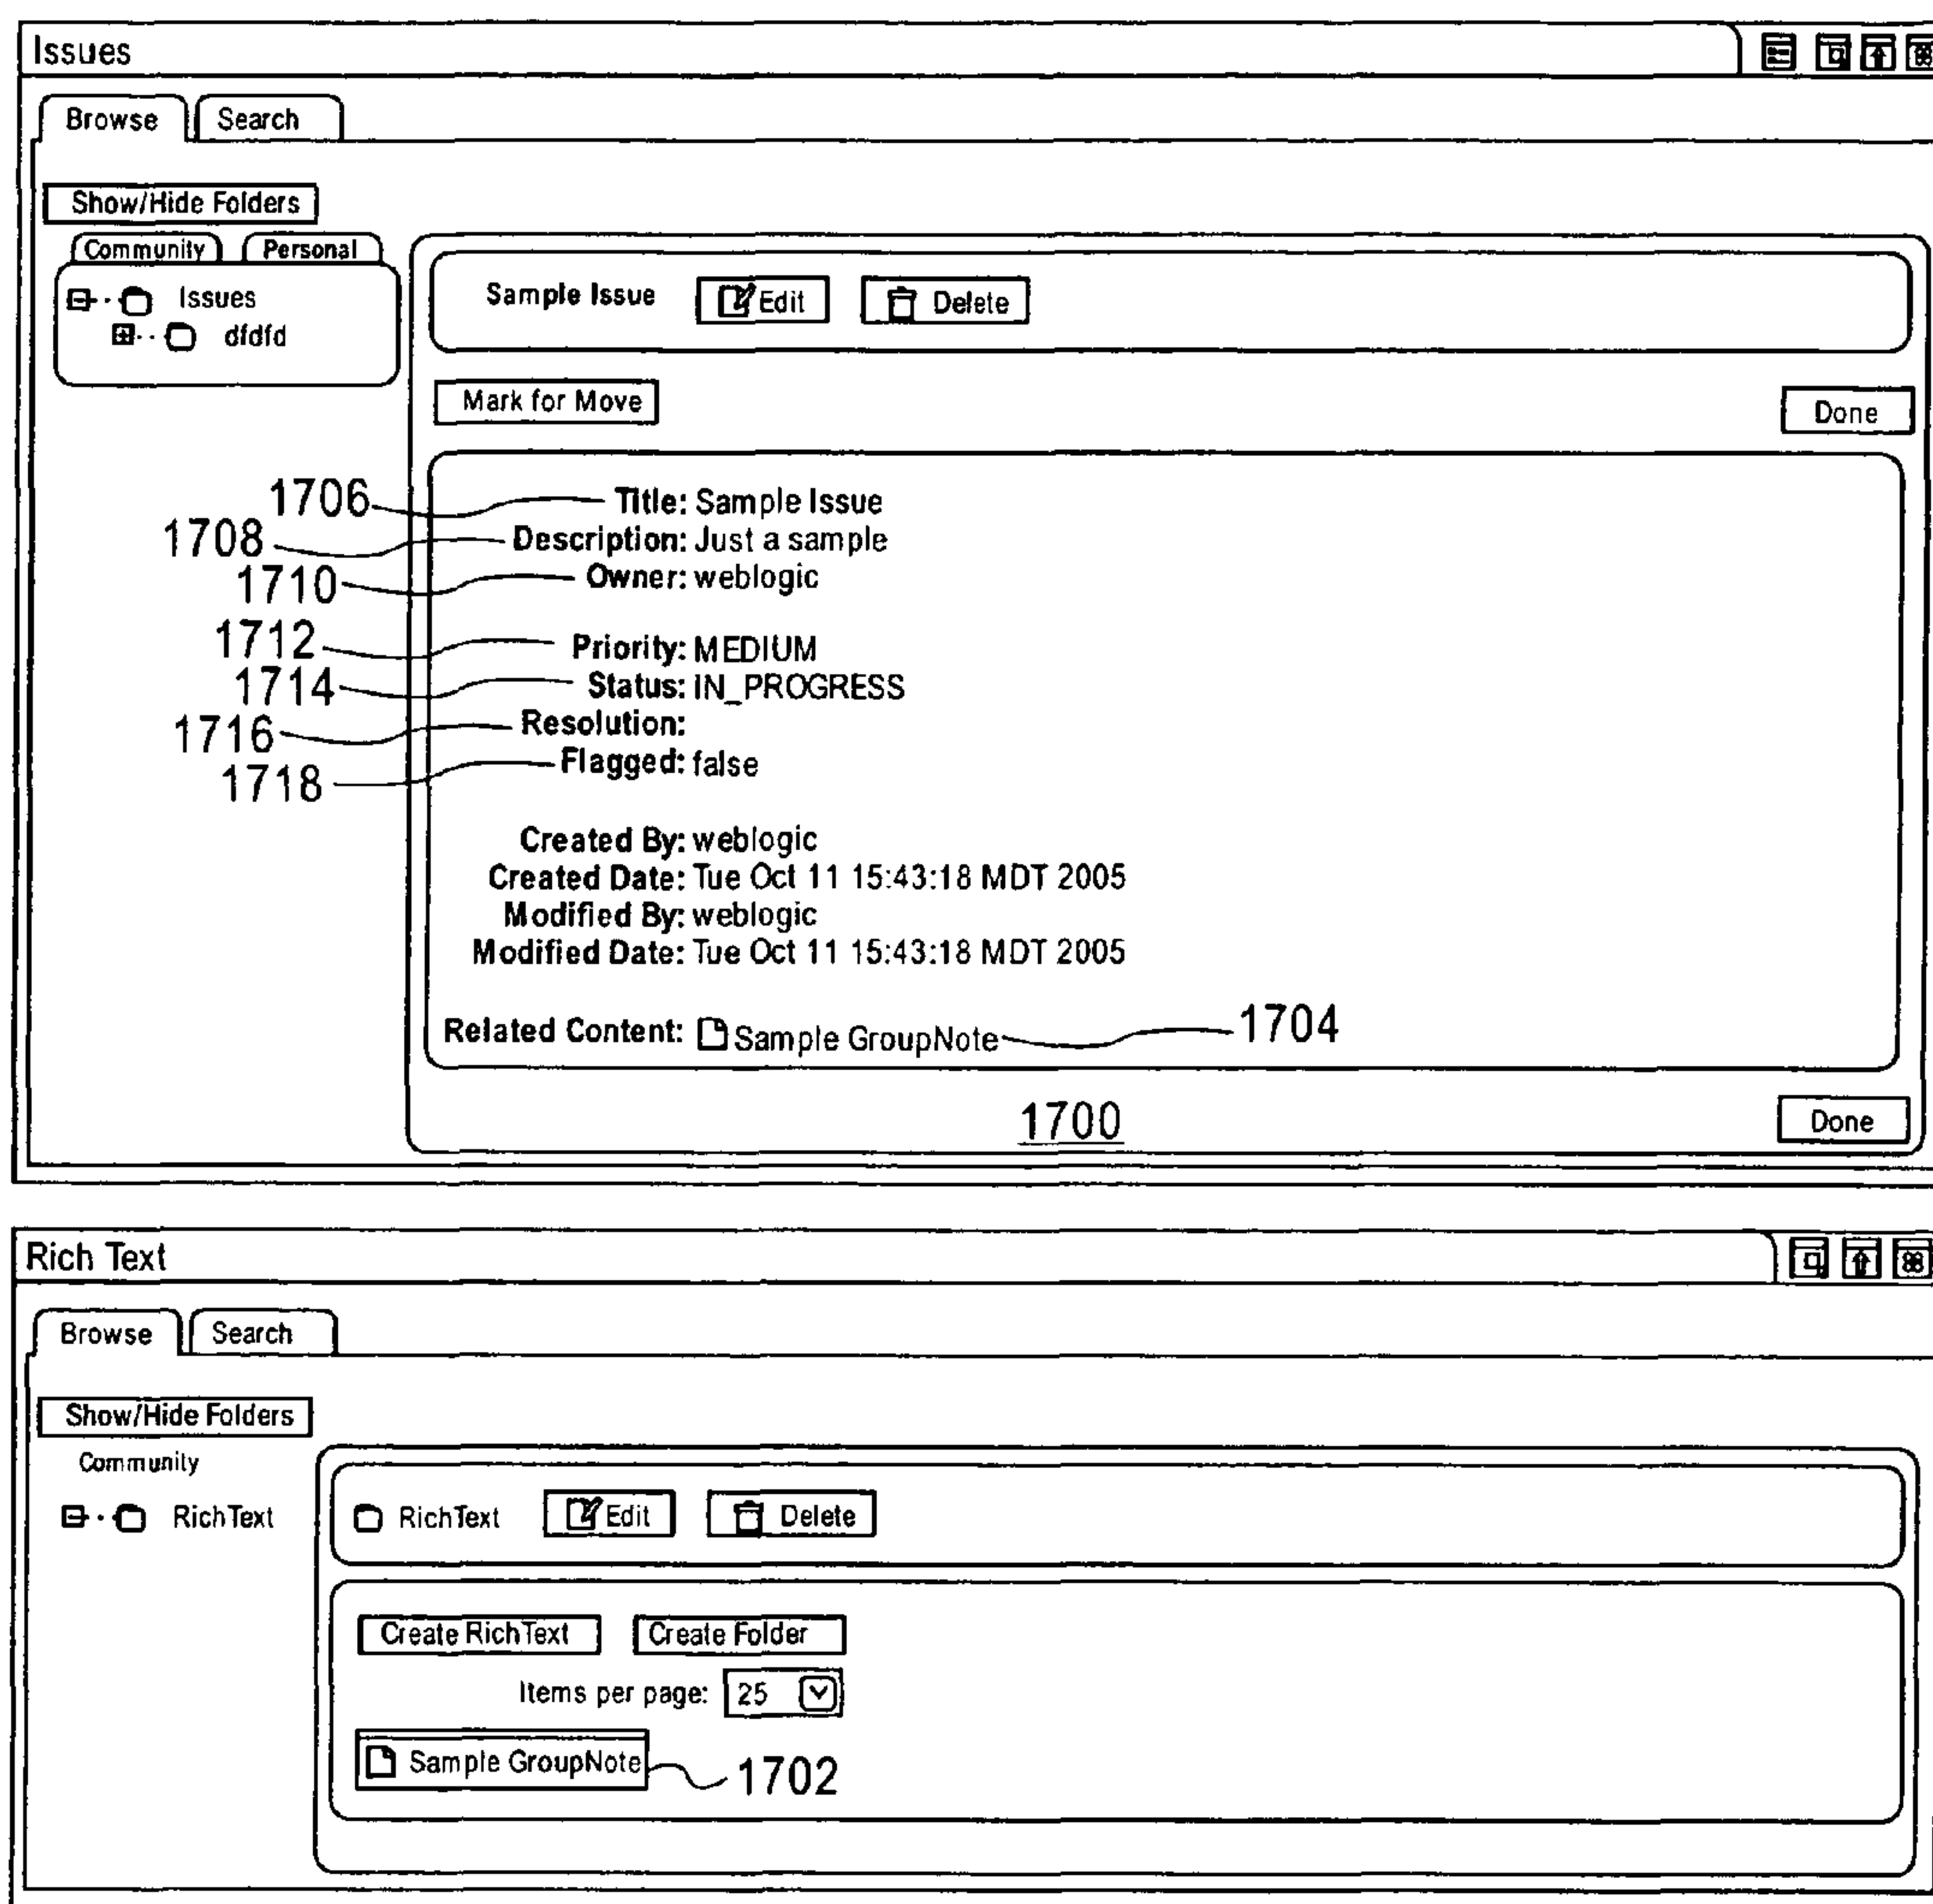 Issues
Browse Search
Show/Hide Folders
Community Personal
Issues
dfdfd
Sample Issue Edit Delete
Mark for Move Done
1706 Title: Sample Issue
1708 Description: Just a sample
1710 Owner: weblogic
1712 Priority: MEDIUM
1714 Status: IN_PROGRESS
1716 Resolution:
1718 Flagged: false
Created By: weblogic
Created Date: Tue Oct 11 15:43:18 MDT 2005
Modified By: weblogic
Modified Date: Tue Oct 11 15:43:18 MDT 2005
Related Content: Sample GroupNote 1704
1700 Done
Rich Text
Browse Search
Show/Hide Folders
Community
RichText
RichText Edit Delete
Create RichText Create Folder
Items per page: 25
Sample GroupNote 1702